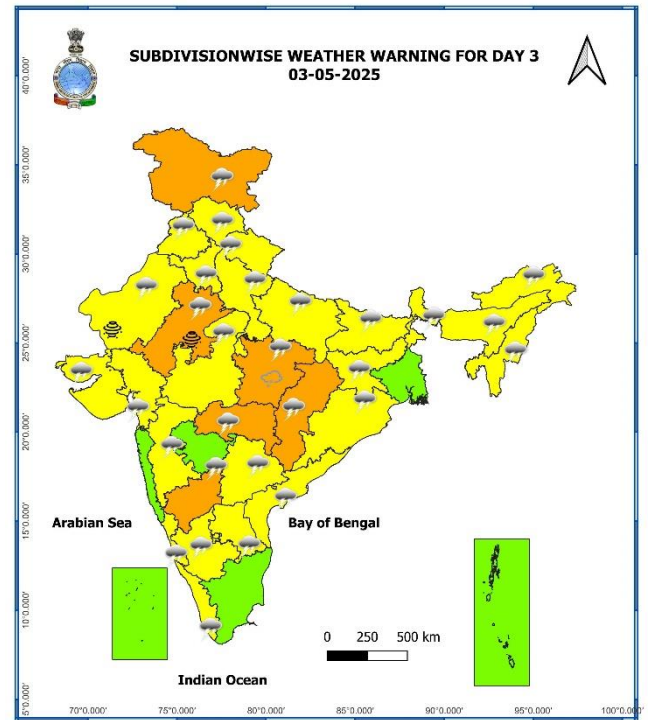 SUBDIVISIONWISE WEATHER WARNING FOR DAY 3
03-05-2025
40°0.000'
35°0.000'
30°0.000'
25°0.000'
20°0.000'
15°0.000'
10°0.000'
5°0.000'
Arabian Sea
Bay of Bengal
0 250 500 km
Indian Ocean
70°0.000' 75°0.000' 80°0.000' 85°0.000' 90°0.000' 95°0.000' 100°0.000'